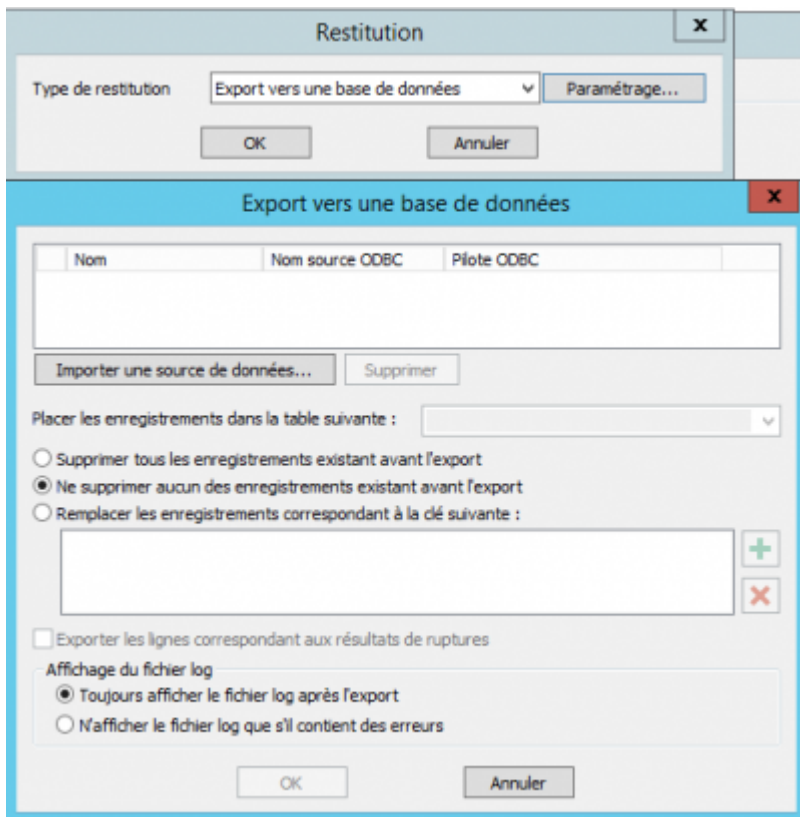 Restitution
Type de restitution Export vers une base de données Paramétrage...
OK Annuler
Export vers une base de données
Nom Nom source ODBC Pilote ODBC
Importer une source de données... Supprimer
Placer les enregistrements dans la table suivante :
Supprimer tous les enregistrements existant avant l'export
Ne supprimer aucun des enregistrements existant avant l'export
Remplacer les enregistrements correspondant à la clé suivante :
Exporter les lignes correspondant aux résultats de ruptures
Affichage du fichier log
Toujours afficher le fichier log après l'export
N'afficher le fichier log que s'il contient des erreurs
OK Annuler